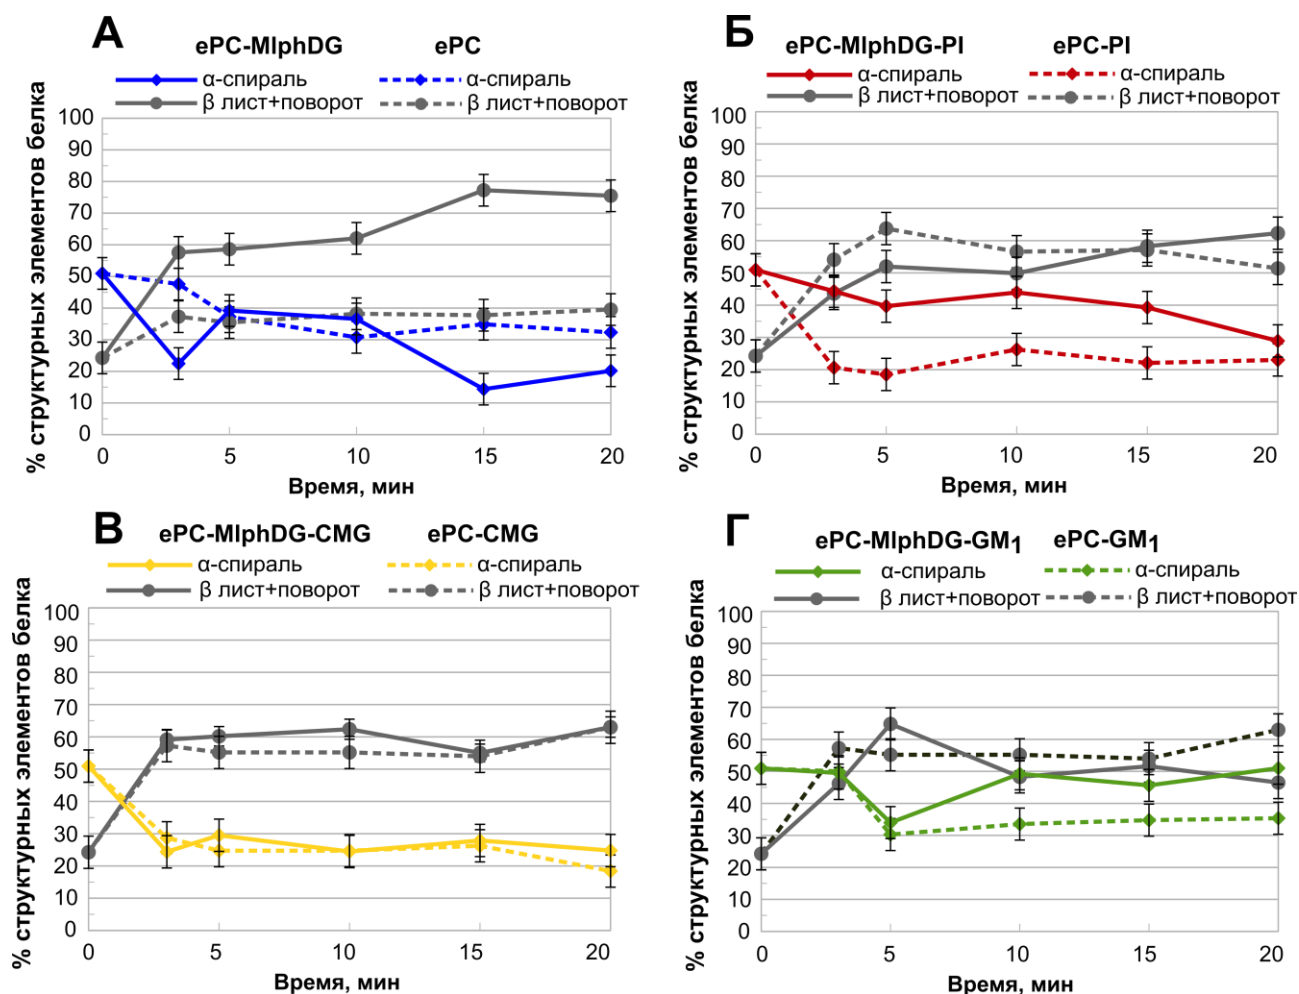 А
ePC-MlphDG ePC
α-спираль α-спираль
β лист+поворот β лист+поворот
% структурных элементов белка
100
90
80
70
60
50
40
30
20
10
0
0 5 10 15 20
Время, мин
Б
ePC-MlphDG-PI ePC-PI
α-спираль α-спираль
β лист+поворот β лист+поворот
% структурных элементов белка
100
90
80
70
60
50
40
30
20
10
0
0 5 10 15 20
Время, мин
В
ePC-MlphDG-CMG ePC-CMG
α-спираль α-спираль
β лист+поворот β лист+поворот
% структурных элементов белка
100
90
80
70
60
50
40
30
20
10
0
0 5 10 15 20
Время, мин
Г
ePC-MlphDG-GM1 ePC-GM1
α-спираль α-спираль
β лист+поворот β лист+поворот
% структурных элементов белка
100
90
80
70
60
50
40
30
20
10
0
0 5 10 15 20
Время, мин